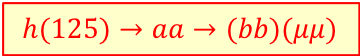 h(125) → aa → (bb)(μμ)